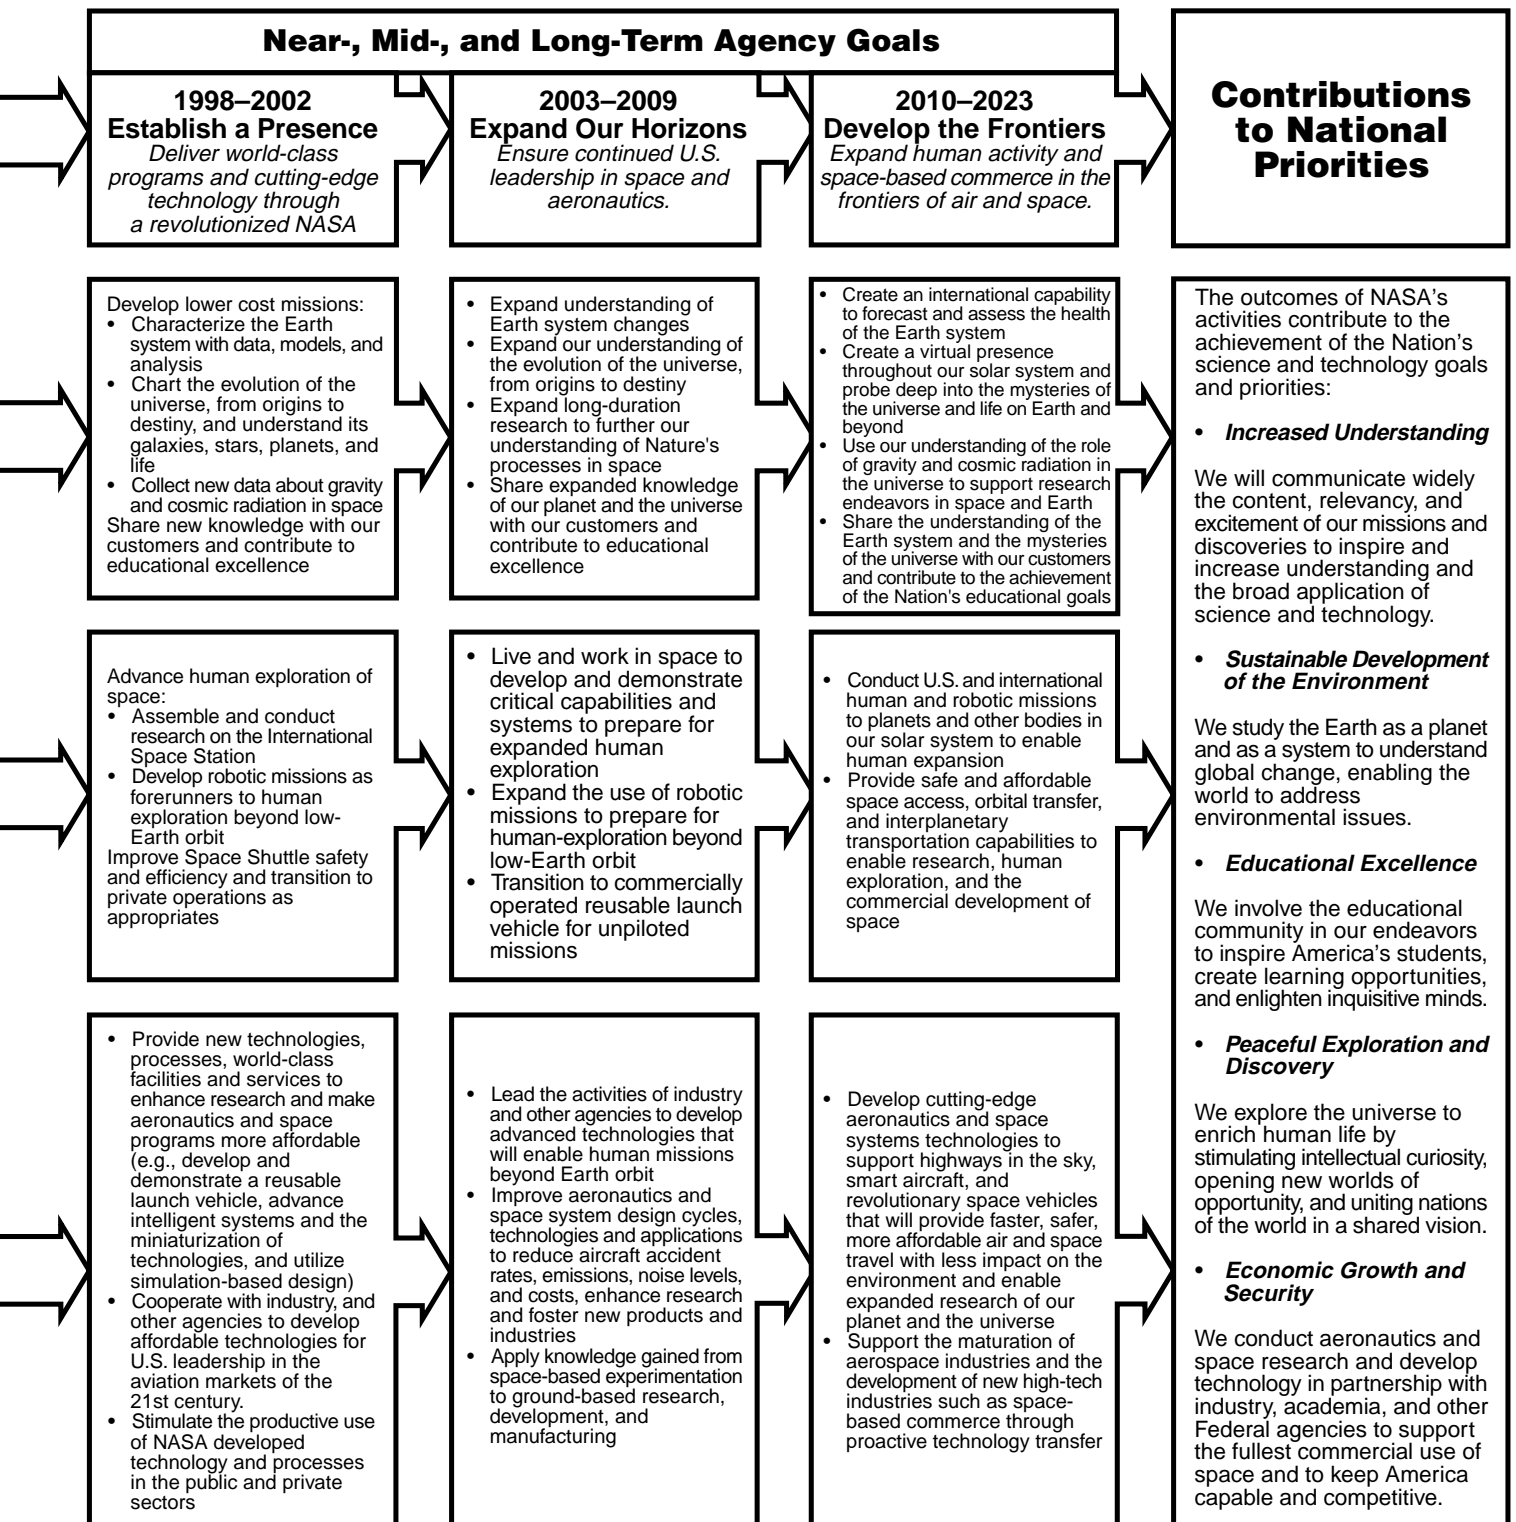 Near-, Mid-, and Long-Term Agency Goals
1998–2002
Establish a Presence
Deliver world-class
programs and cutting-edge
technology through
a revolutionized NASA
2003–2009
Expand Our Horizons
Ensure continued U.S.
leadership in space and
aeronautics.
2010–2023
Develop the Frontiers
Expand human activity and
space-based commerce in the
frontiers of air and space.
Contributions
to National
Priorities
Develop lower cost missions:
• Characterize the Earth
system with data, models, and
analysis
• Chart the evolution of the
universe, from origins to
destiny, and understand its
galaxies, stars, planets, and
life
• Collect new data about gravity
and cosmic radiation in space
Share new knowledge with our
customers and contribute to
educational excellence
• Expand understanding of
Earth system changes
• Expand our understanding of
the evolution of the universe,
from origins to destiny
• Expand long-duration
research to further our
understanding of Nature's
processes in space
• Share expanded knowledge
of our planet and the universe
with our customers and
contribute to educational
excellence
• Create an international capability
to forecast and assess the health
of the Earth system
• Create a virtual presence
throughout our solar system and
probe deep into the mysteries of
the universe and life on Earth and
beyond
• Use our understanding of the role
of gravity and cosmic radiation in
the universe to support research
endeavors in space and Earth
• Share the understanding of the
Earth system and the mysteries
of the universe with our customers
and contribute to the achievement
of the Nation's educational goals
Advance human exploration of
space:
• Assemble and conduct
research on the International
Space Station
• Develop robotic missions as
forerunners to human
exploration beyond low-
Earth orbit
Improve Space Shuttle safety
and efficiency and transition to
private operations as
appropriates
• Live and work in space to
develop and demonstrate
critical capabilities and
systems to prepare for
expanded human
exploration
• Expand the use of robotic
missions to prepare for
human-exploration beyond
low-Earth orbit
• Transition to commercially
operated reusable launch
vehicle for unpiloted
missions
• Conduct U.S. and international
human and robotic missions
to planets and other bodies in
our solar system to enable
human expansion
• Provide safe and affordable
space access, orbital transfer,
and interplanetary
transportation capabilities to
enable research, human
exploration, and the
commercial development of
space
• Provide new technologies,
processes, world-class
facilities and services to
enhance research and make
aeronautics and space
programs more affordable
(e.g., develop and
demonstrate a reusable
launch vehicle, advance
intelligent systems and the
miniaturization of
technologies, and utilize
simulation-based design)
• Cooperate with industry, and
other agencies to develop
affordable technologies for
U.S. leadership in the
aviation markets of the
21st century.
• Stimulate the productive use
of NASA developed
technology and processes
in the public and private
sectors
• Lead the activities of industry
and other agencies to develop
advanced technologies that
will enable human missions
beyond Earth orbit
• Improve aeronautics and
space system design cycles,
technologies and applications
to reduce aircraft accident
rates, emissions, noise levels,
and costs, enhance research
and foster new products and
industries
• Apply knowledge gained from
space-based experimentation
to ground-based research,
development, and
manufacturing
• Develop cutting-edge
aeronautics and space
systems technologies to
support highways in the sky,
smart aircraft, and
revolutionary space vehicles
that will provide faster, safer,
more affordable air and space
travel with less impact on the
environment and enable
expanded research of our
planet and the universe
• Support the maturation of
aerospace industries and the
development of new high-tech
industries such as space-
based commerce through
proactive technology transfer
The outcomes of NASA's
activities contribute to the
achievement of the Nation's
science and technology goals
and priorities:
• Increased Understanding
We will communicate widely
the content, relevancy, and
excitement of our missions and
discoveries to inspire and
increase understanding and
the broad application of
science and technology.
• Sustainable Development
of the Environment
We study the Earth as a planet
and as a system to understand
global change, enabling the
world to address
environmental issues.
• Educational Excellence
We involve the educational
community in our endeavors
to inspire America's students,
create learning opportunities,
and enlighten inquisitive minds.
• Peaceful Exploration and
Discovery
We explore the universe to
enrich human life by
stimulating intellectual curiosity,
opening new worlds of
opportunity, and uniting nations
of the world in a shared vision.
• Economic Growth and
Security
We conduct aeronautics and
space research and develop
technology in partnership with
industry, academia, and other
Federal agencies to support
the fullest commercial use of
space and to keep America
capable and competitive.